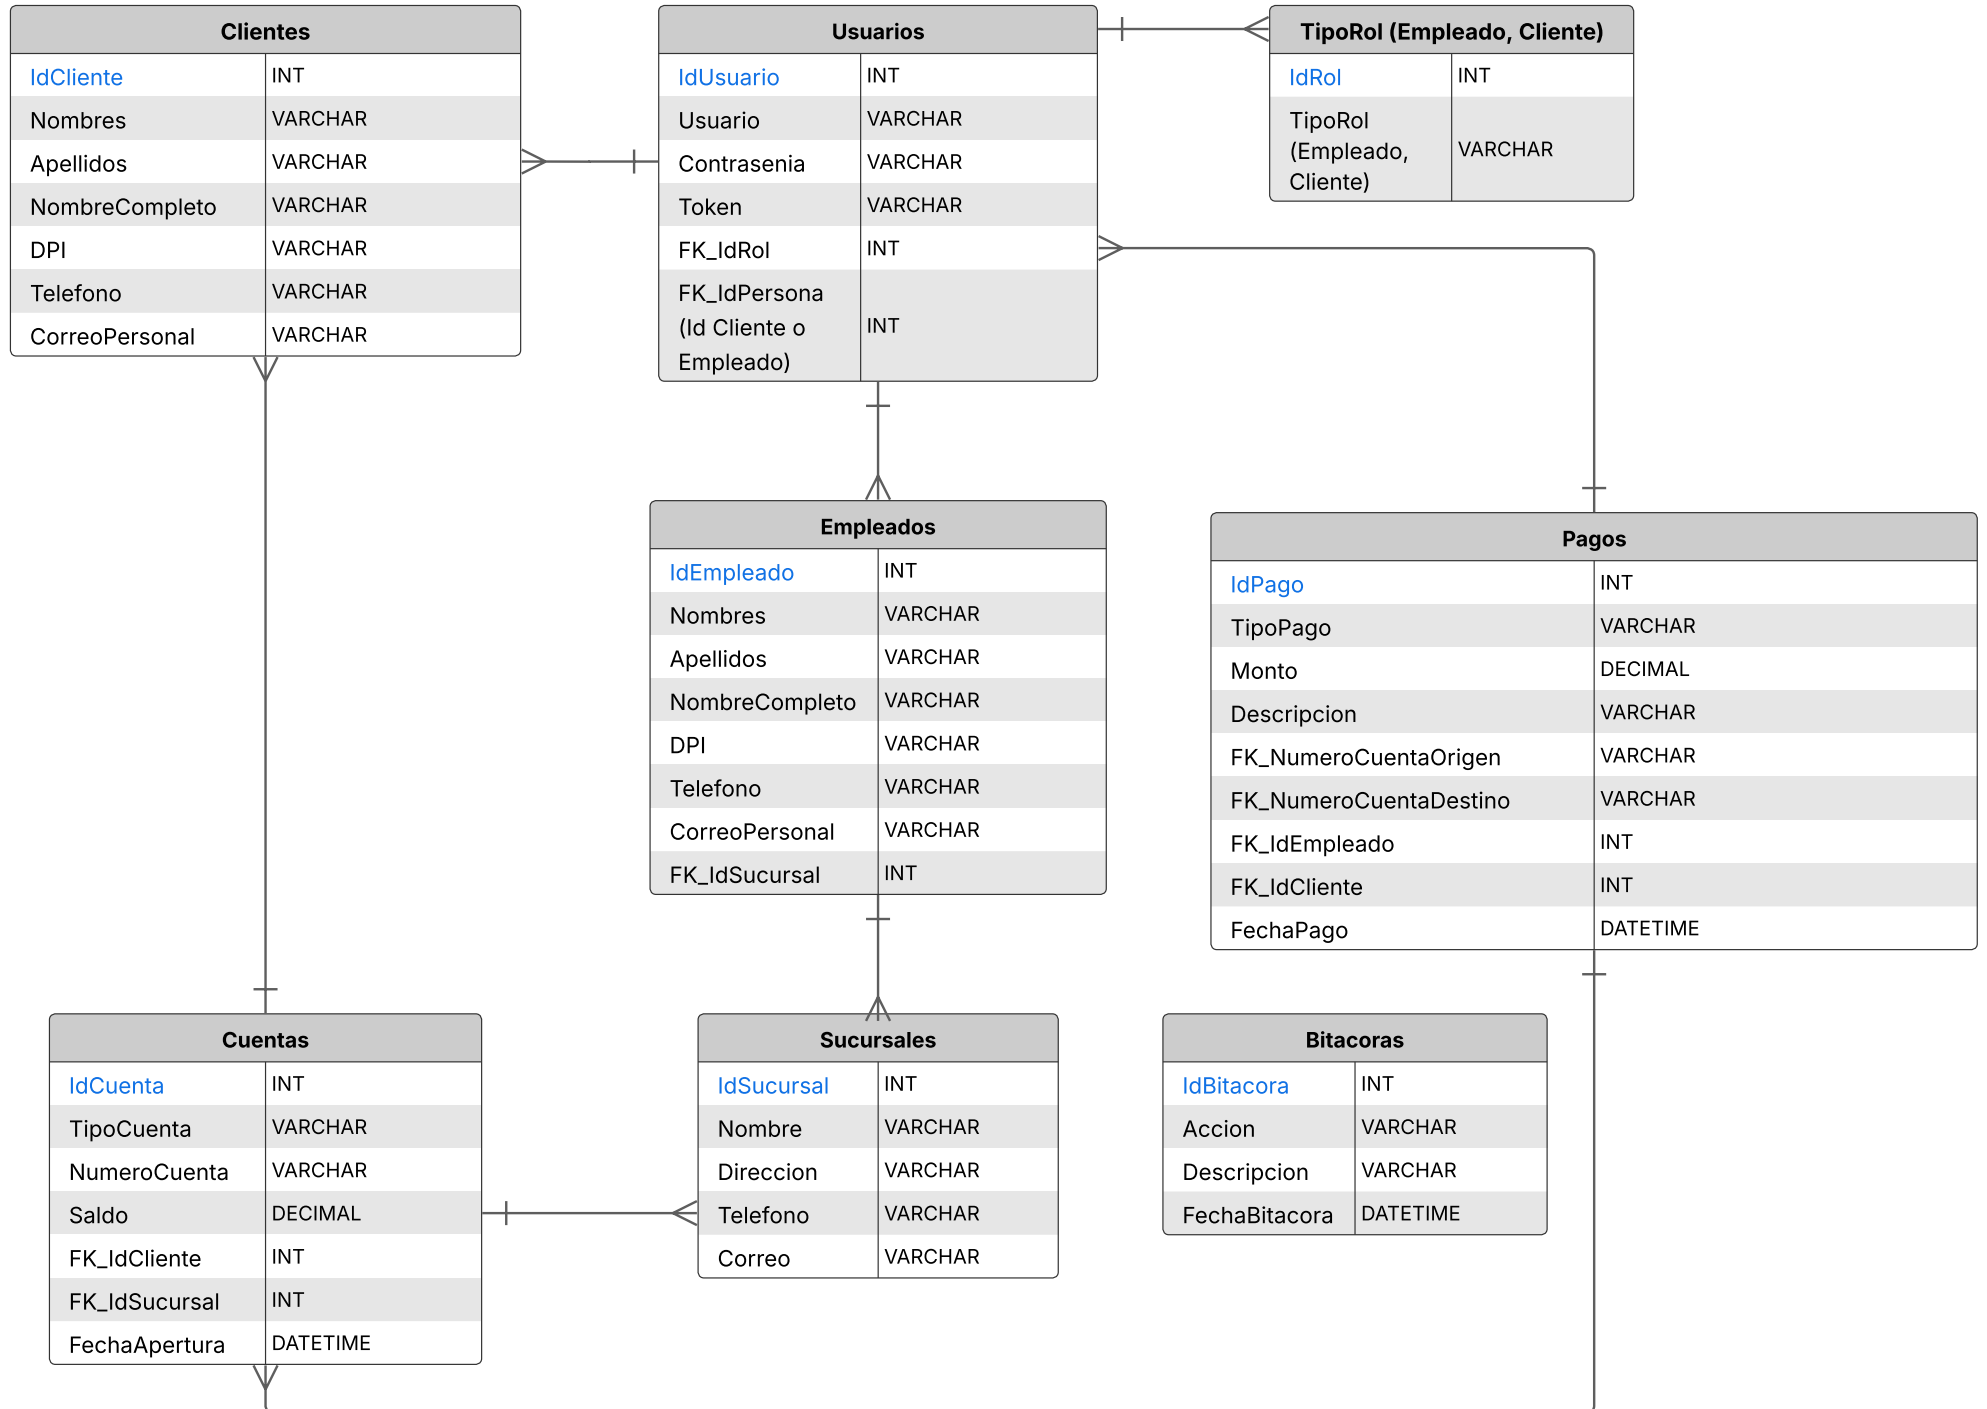 Clientes
IdCliente INT
Nombres VARCHAR
Apellidos VARCHAR
NombreCompleto VARCHAR
DPI VARCHAR
Telefono VARCHAR
CorreoPersonal VARCHAR
Usuarios
IdUsuario INT
Usuario VARCHAR
Contrasenia VARCHAR
Token VARCHAR
FK_IdRol INT
FK_IdPersona
(Id Cliente o INT
Empleado)
TipoRol (Empleado, Cliente)
IdRol INT
TipoRol
(Empleado, VARCHAR
Cliente)
Empleados
IdEmpleado INT
Nombres VARCHAR
Apellidos VARCHAR
NombreCompleto VARCHAR
DPI VARCHAR
Telefono VARCHAR
CorreoPersonal VARCHAR
FK_IdSucursal INT
Pagos
IdPago INT
TipoPago VARCHAR
Monto DECIMAL
Descripcion VARCHAR
FK_NumeroCuentaOrigen VARCHAR
FK_NumeroCuentaDestino VARCHAR
FK_IdEmpleado INT
FK_IdCliente INT
FechaPago DATETIME
Cuentas
IdCuenta INT
TipoCuenta VARCHAR
NumeroCuenta VARCHAR
Saldo DECIMAL
FK_IdCliente INT
FK_IdSucursal INT
FechaApertura DATETIME
Sucursales
IdSucursal INT
Nombre VARCHAR
Direccion VARCHAR
Telefono VARCHAR
Correo VARCHAR
Bitacoras
IdBitacora INT
Accion VARCHAR
Descripcion VARCHAR
FechaBitacora DATETIME